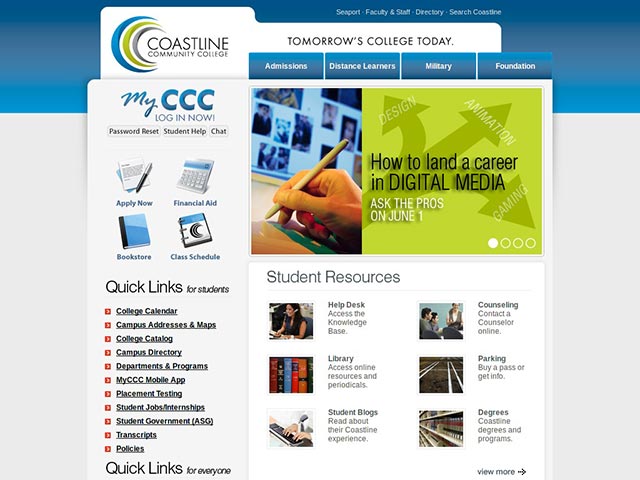 Seaport · Faculty & Staff · Directory · Search Coastline
COASTLINE
COMMUNITY COLLEGE
TOMORROW'S COLLEGE TODAY.
Admissions
Distance Learners
Military
Foundation
My CCC
LOG IN NOW!
Password Reset
Student Help
Chat
Apply Now
Financial Aid
Bookstore
Class Schedule
DESIGN
ANIMATION
GAMING
How to land a career
in DIGITAL MEDIA
ASK THE PROS
ON JUNE 1
Quick Links for students
College Calendar
Campus Addresses & Maps
College Catalog
Campus Directory
Departments & Programs
MyCCC Mobile App
Placement Testing
Student Jobs/Internships
Student Government (ASG)
Transcripts
Policies
Quick Links for everyone
Student Resources
Help Desk
Access the
Knowledge
Base.
Counseling
Contact a
Counselor
online.
Library
Access online
resources and
periodicals.
Parking
Buy a pass or
get info.
Student Blogs
Read about
their Coastline
experience.
Degrees
Coastline
degrees and
programs.
view more